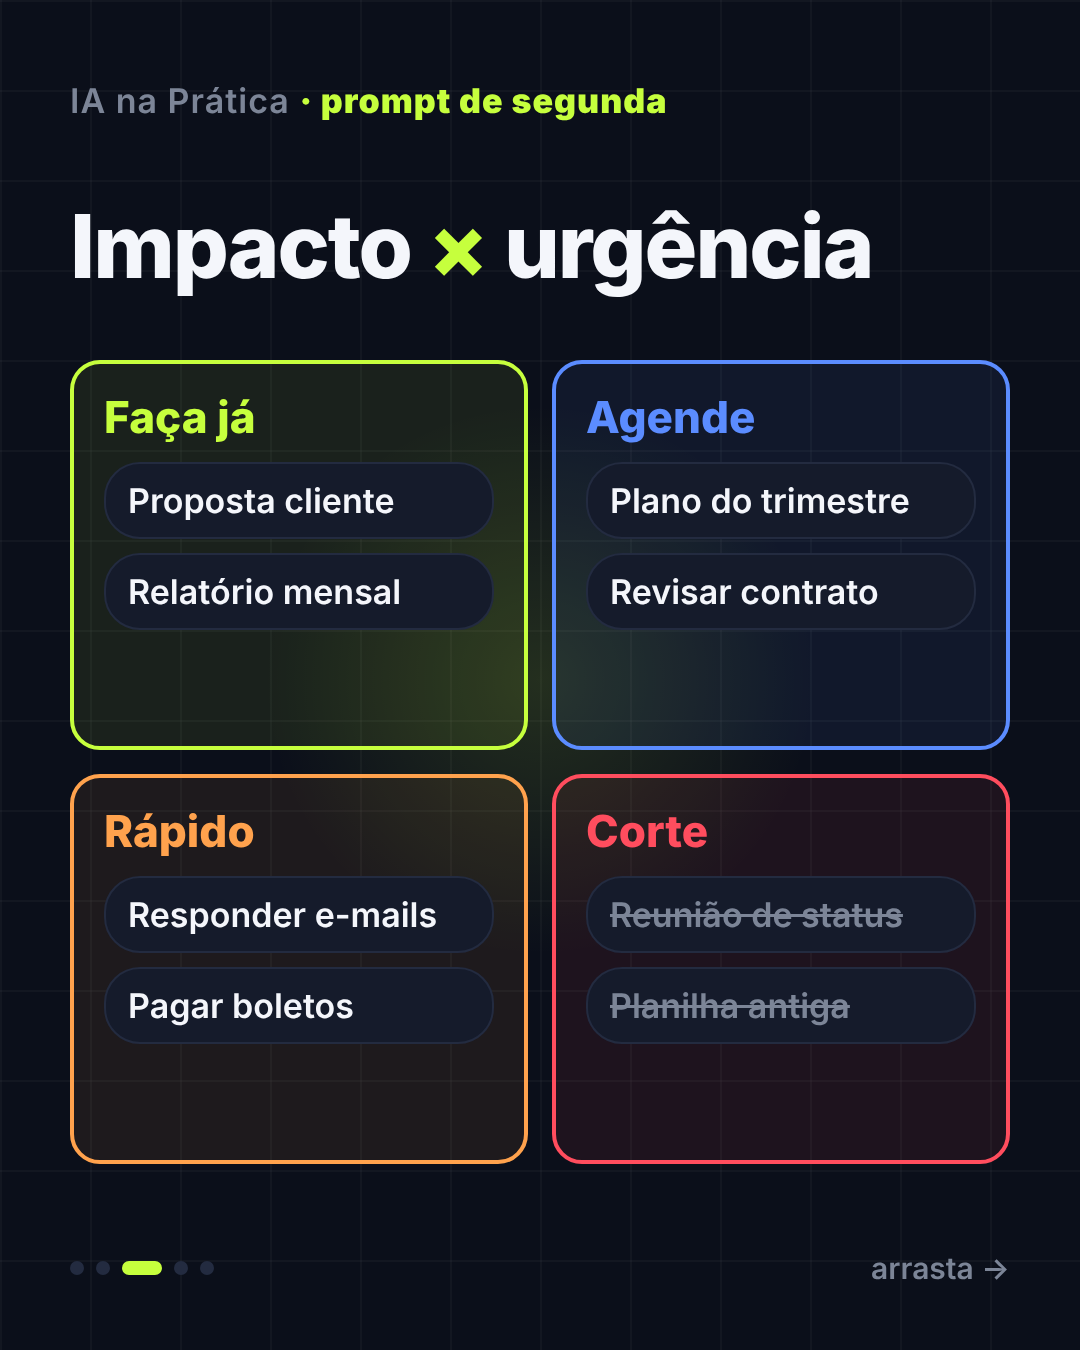 IA na Prática · prompt de segunda
Impacto × urgência
Faça já
Proposta cliente
Relatório mensal
Agende
Plano do trimestre
Revisar contrato
Rápido
Responder e-mails
Pagar boletos
Corte
Reunião de status
Planilha antiga
arrasta →